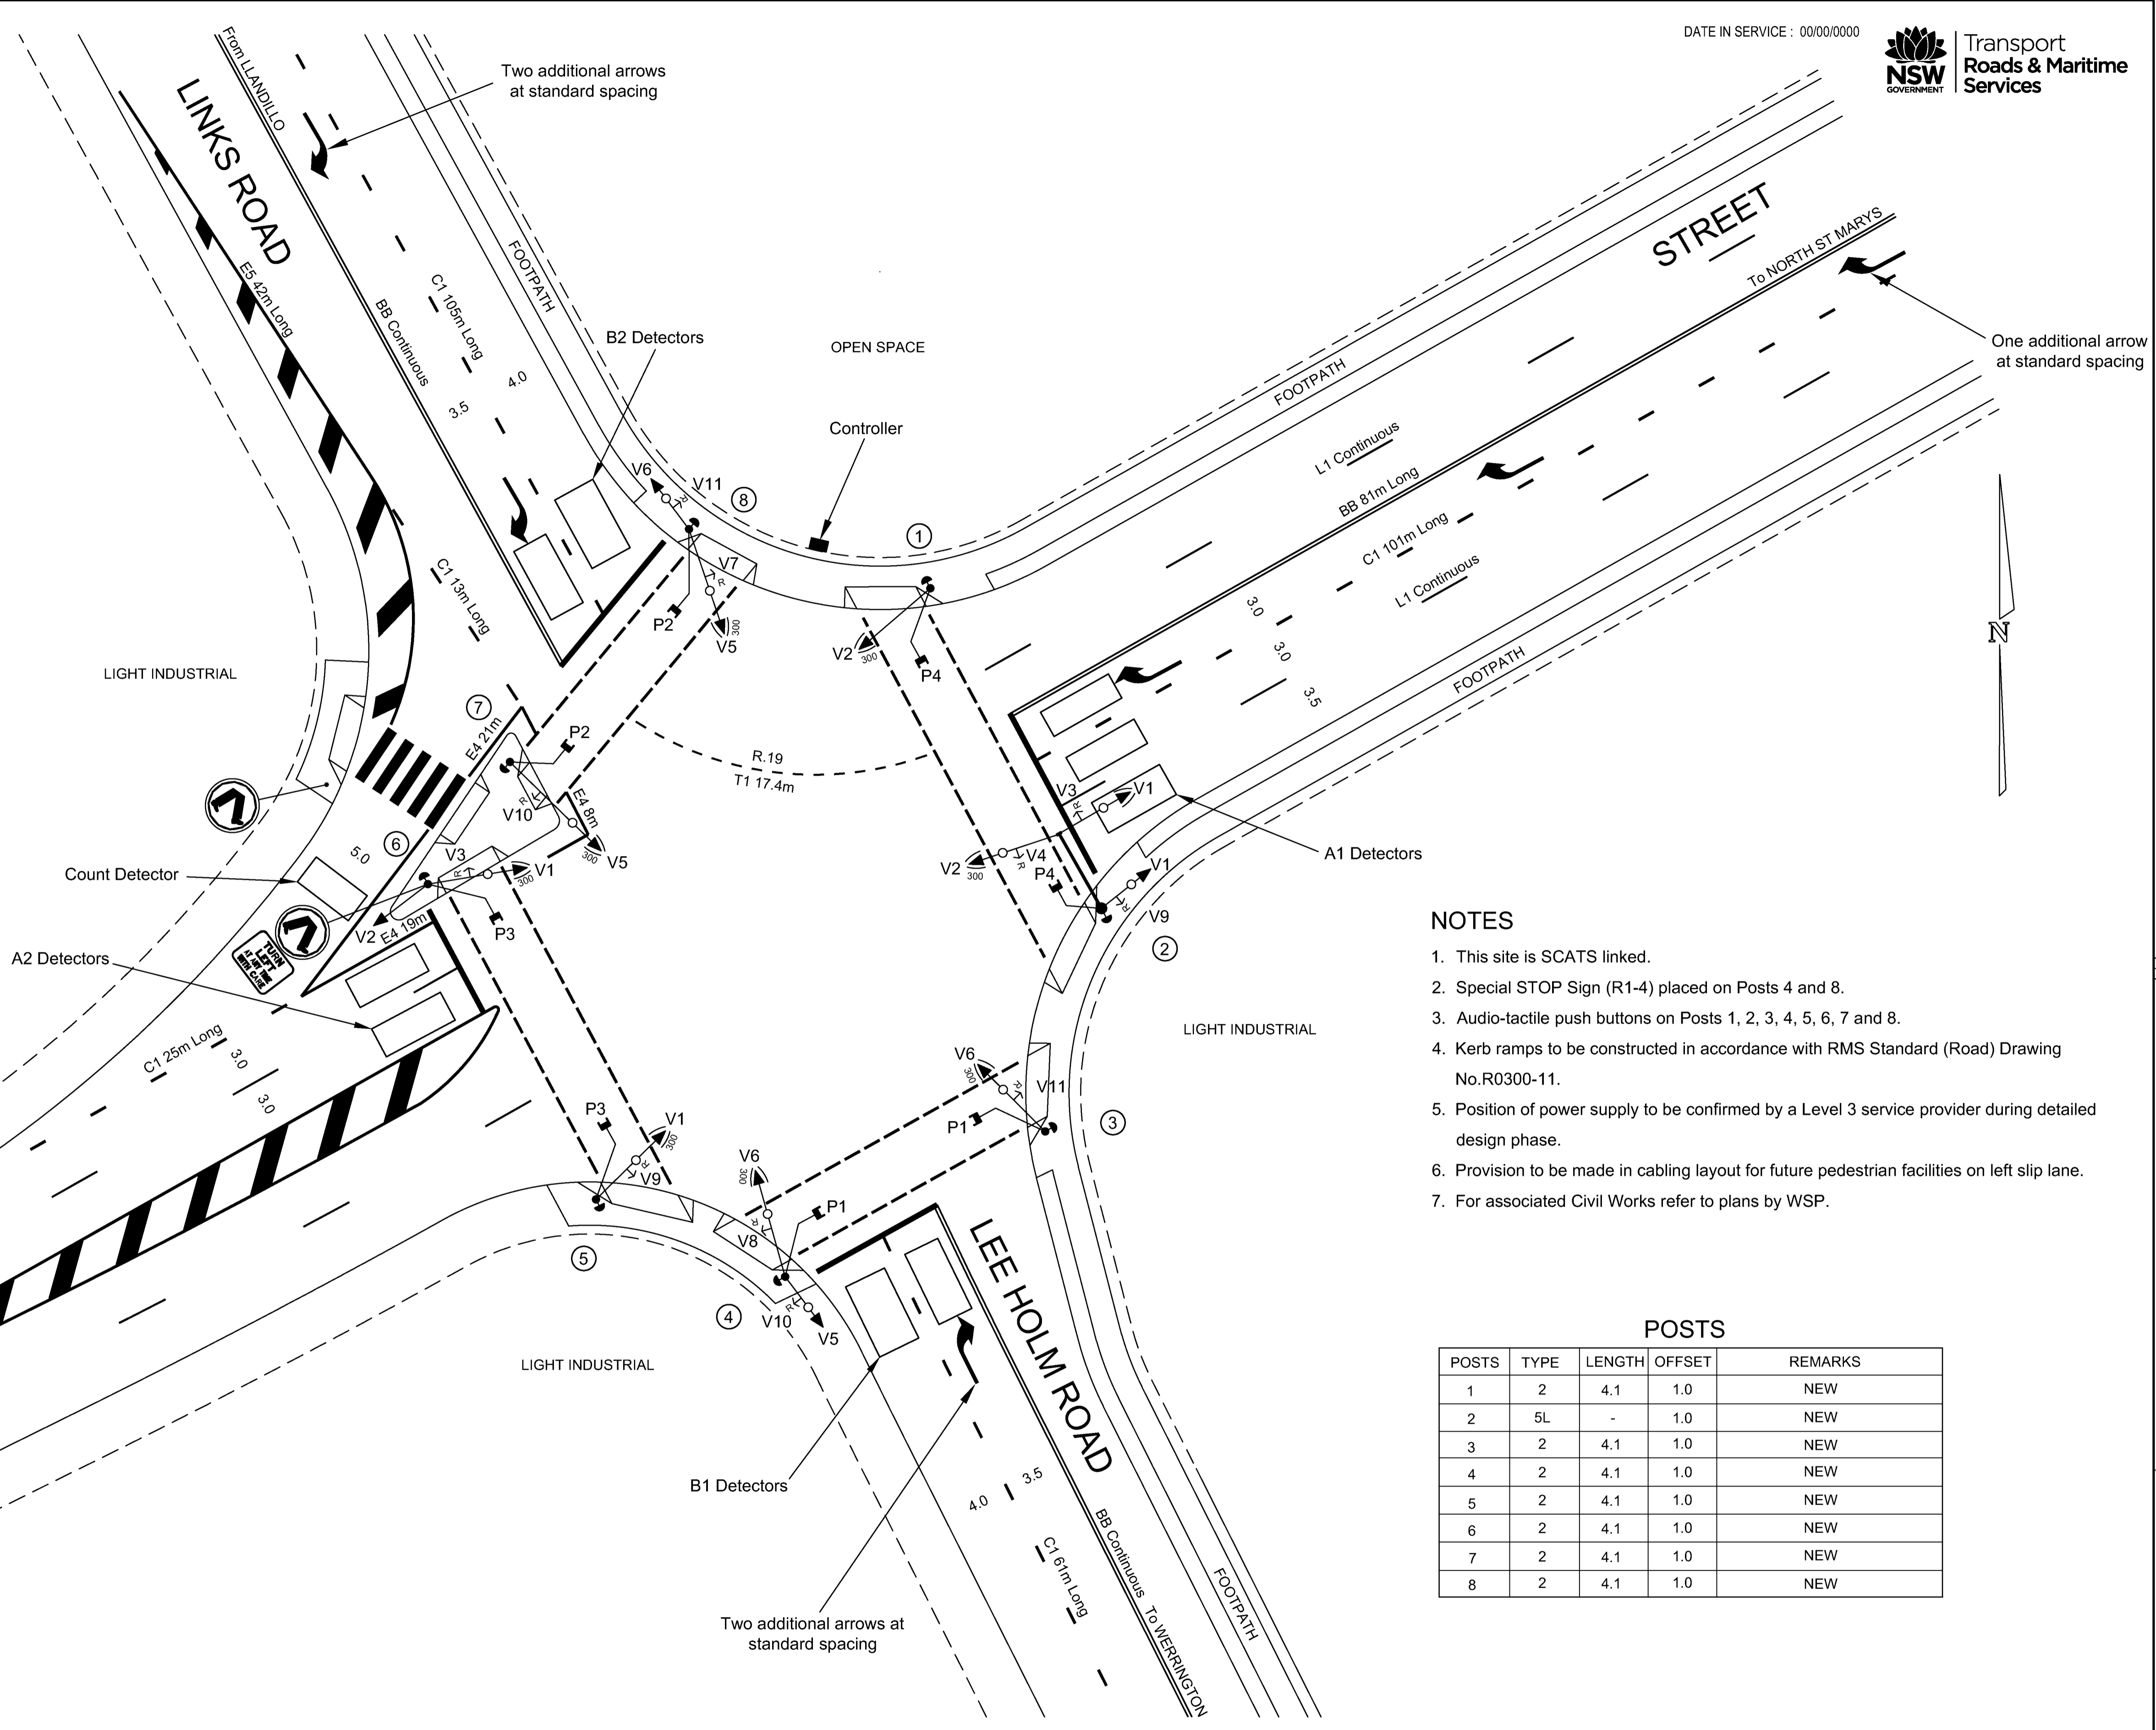 DATE IN SERVICE : 00/00/0000
NSW
GOVERNMENT
Transport
Roads & Maritime
Services
From LLANDILLO
LINKS ROAD
Two additional arrows
at standard spacing
FOOTPATH
E5 42m Long
BB Continuous
C1 105m Long
3.5
4.0
B2 Detectors
OPEN SPACE
Controller
STREET
To NORTH ST MARYS
One additional arrow
at standard spacing
FOOTPATH
L1 Continuous
BB 81m Long
C1 101m Long
L1 Continuous
3.0
3.0
3.5
FOOTPATH
N
V6
V11
R
8
1
V7
R
P2
V5
300
V2
300
P4
C1 13m Long
LIGHT INDUSTRIAL
7
E4 21m
P2
R
V10
E4 8m
V5
300
R.19
T1 17.4m
V3
R
V1
A1 Detectors
V2
300
V4
R
P4
V1
R
V9
2
6
5.0
V3
R
V1
300
Count Detector
V2
E4 19m
P3
TURN
LEFT
AT ANY TIME
WITH CARE
A2 Detectors
C1 25m Long
3.0
3.0
LIGHT INDUSTRIAL
V6
300
R
V11
P1
3
P3
V1
300
R
V9
V6
300
R
V8
P1
5
4
R
V10
V5
LIGHT INDUSTRIAL
LEE HOLM ROAD
B1 Detectors
3.5
4.0
BB Continuous
C1 61m Long
To WERRINGTON
FOOTPATH
Two additional arrows at
standard spacing
NOTES
1. This site is SCATS linked.
2. Special STOP Sign (R1-4) placed on Posts 4 and 8.
3. Audio-tactile push buttons on Posts 1, 2, 3, 4, 5, 6, 7 and 8.
4. Kerb ramps to be constructed in accordance with RMS Standard (Road) Drawing
No.R0300-11.
5. Position of power supply to be confirmed by a Level 3 service provider during detailed
design phase.
6. Provision to be made in cabling layout for future pedestrian facilities on left slip lane.
7. For associated Civil Works refer to plans by WSP.
POSTS
POSTS TYPE LENGTH OFFSET REMARKS
1 2 4.1 1.0 NEW
2 5L - 1.0 NEW
3 2 4.1 1.0 NEW
4 2 4.1 1.0 NEW
5 2 4.1 1.0 NEW
6 2 4.1 1.0 NEW
7 2 4.1 1.0 NEW
8 2 4.1 1.0 NEW